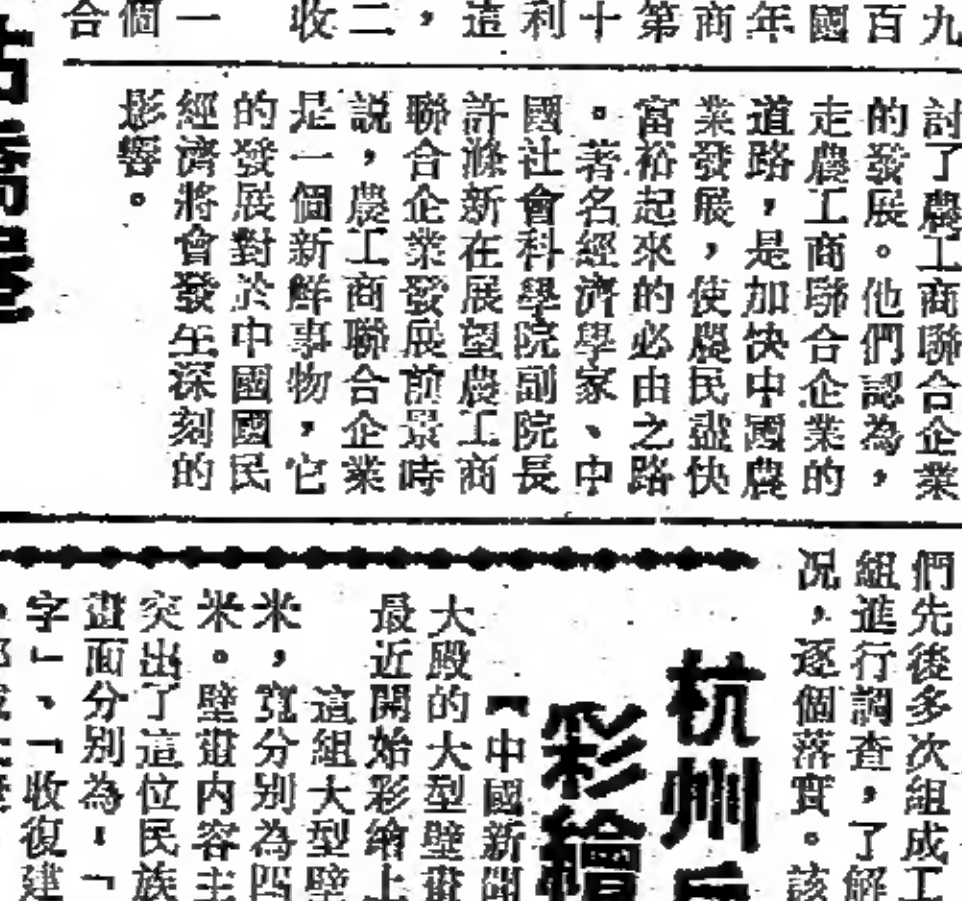 九
百
國
年
商
第
十
利
這
，
二
收
一
個
合
討了農工商聯合企業
的發展。他們認為，
走農工商聯合企業的
道路，是加快中國農
業發展，使農民盡快
富裕起來的必由之路
。著名經濟學家、中
國社會科學院副院長
許滌新在展望農工商
聯合企業發展前景時
說，農工商聯合企業
是一個新鮮事物，它
的發展對於中國國民
經濟將會發生深刻的
影響。
們先後多次組成工
組進行調查，了解
況，逐個落實。該
杭州
彩繪
【中國新聞
大殿的大型壁畫
最近開始彩繪上
這組大型壁
米，寬分別為四
米。壁畫內容主
突出了這位民族
畫面分別為：「
字」、「收復建